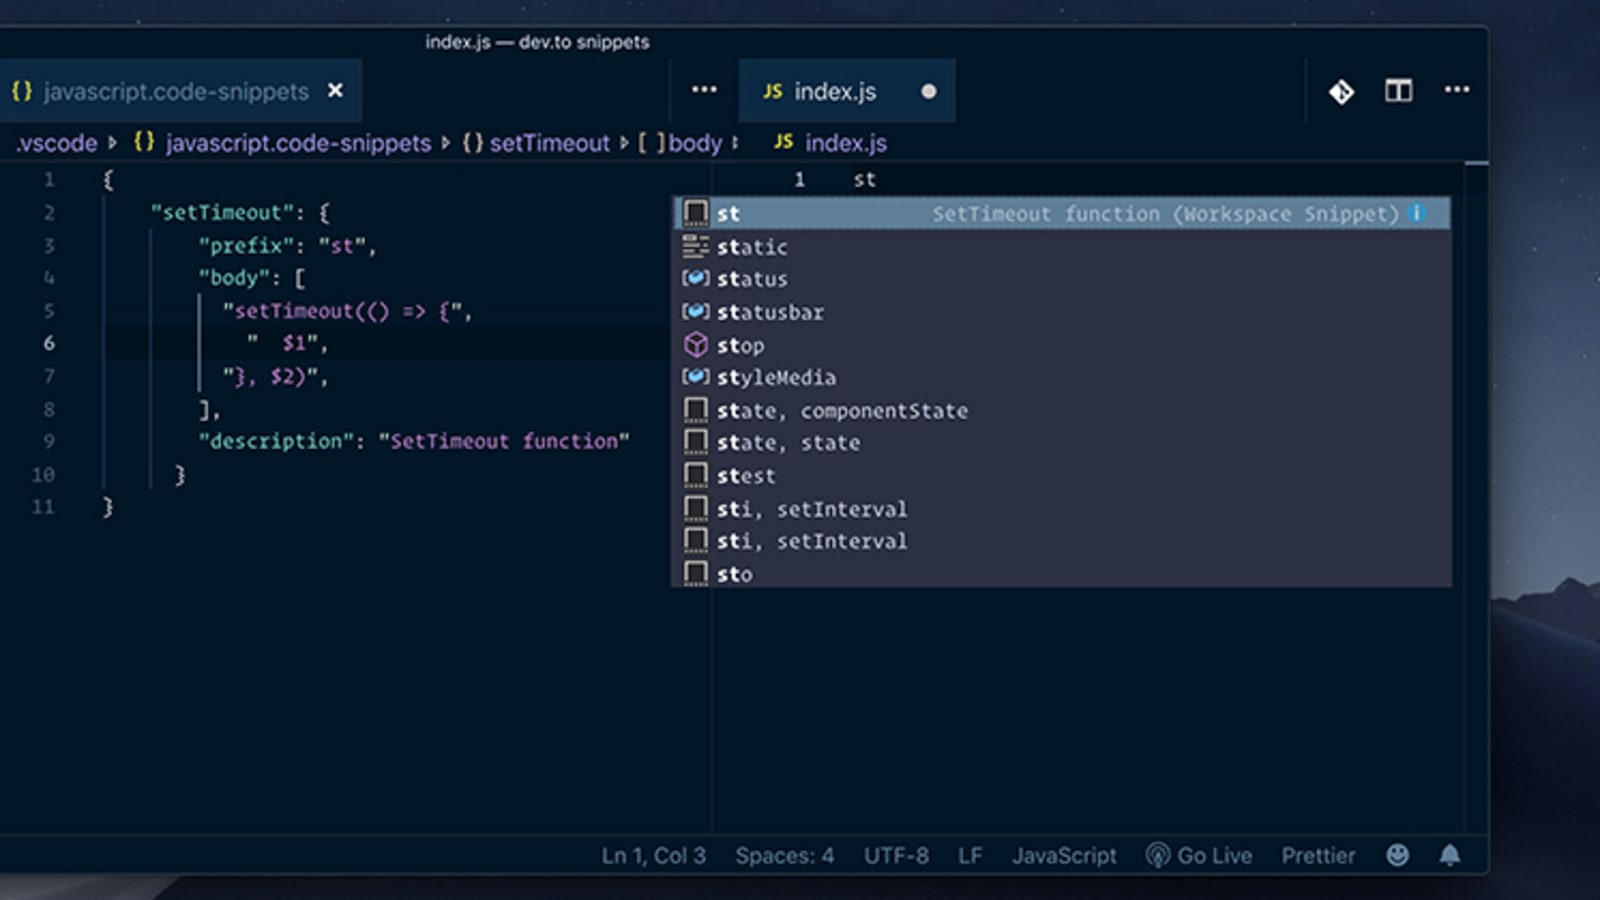 index.js — dev.to snippets
{} javascript.code-snippets ×
••• JS index.js ●
•••
.vscode ▸ {} javascript.code-snippets ▸ {} setTimeout ▸ [ ] body
JS index.js
1 {
2 "setTimeout": {
3 "prefix": "st",
4 "body": [
5 "setTimeout(() => {",
6 "  $1",
7 "}, $2)",
8 ],
9 "description": "SetTimeout function"
10 }
11 }
1 st
st SetTimeout function (Workspace Snippet) i
static
status
statusbar
stop
styleMedia
state, componentState
state, state
stest
sti, setInterval
sti, setInterval
sto
Ln 1, Col 3 Spaces: 4 UTF-8 LF JavaScript Go Live Prettier